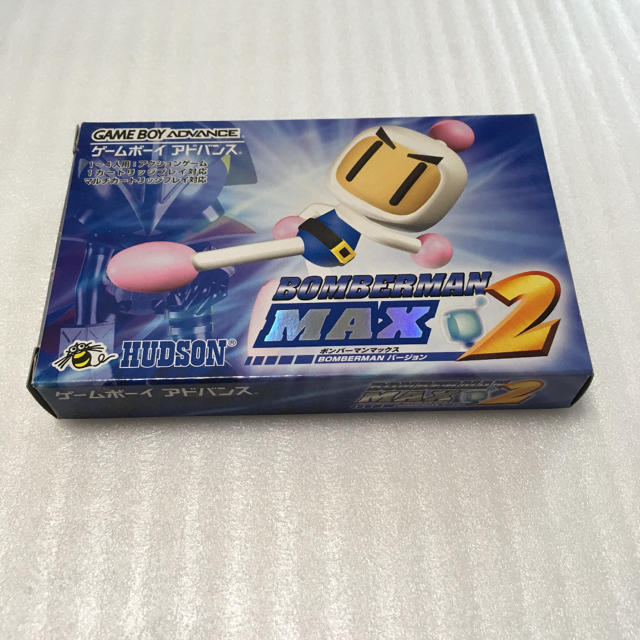 GAME BOY ADVANCE
ゲームボーイ アドバンス
1〜4人用:アクションゲーム
1カートリッジプレイ対応
マルチカートリッジプレイ対応
BOMBERMAN
MAX 2
ボンバーマンマックス
BOMBERMAN バージョン
HUDSON®
ゲームボーイ アドバンス
BOMBERMAN
MAX 2